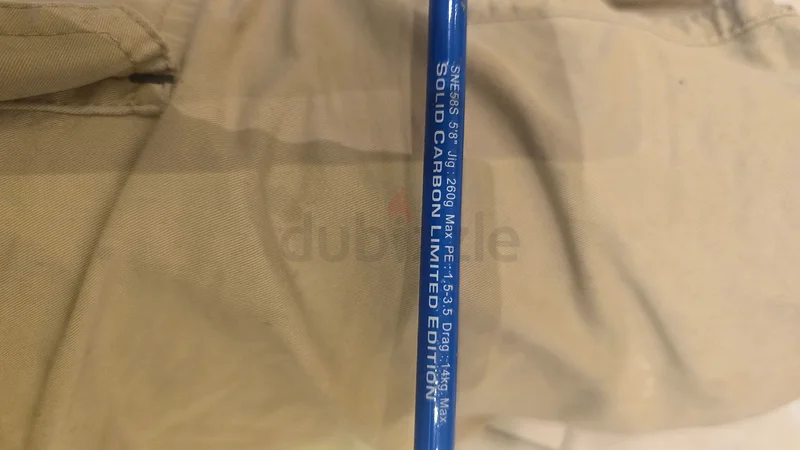 SNE58S 5'8" Jig : 260g Max PE : 1.5-3.5 Drag : 14kg Max
SOLID CARBON LIMITED EDITION
dubizzle